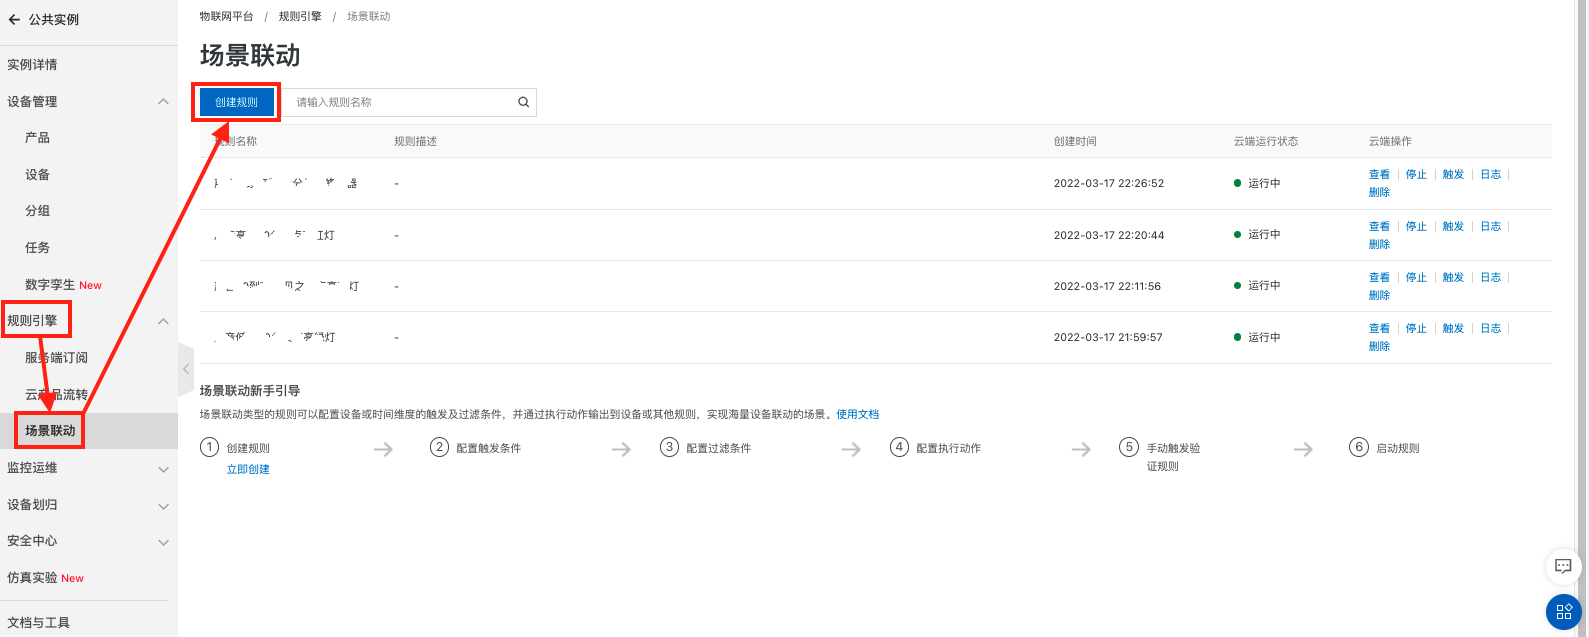 公共实例
实例详情
设备管理
产品
设备
分组
任务
数字孪生 New
规则引擎
服务端订阅
云产品流转
场景联动
监控运维
设备划归
安全中心
仿真实验 New
文档与工具
物联网平台 / 规则引擎 / 场景联动
场景联动
创建规则 请输入规则名称
规则名称 规则描述 创建时间 云端运行状态 云端操作
器 - 2022-03-17 22:26:52 运行中 查看 停止 触发 日志
删除
灯 - 2022-03-17 22:20:44 运行中 查看 停止 触发 日志
删除
灯 - 2022-03-17 22:11:56 运行中 查看 停止 触发 日志
删除
灯 - 2022-03-17 21:59:57 运行中 查看 停止 触发 日志
删除
场景联动新手引导
场景联动类型的规则可以配置设备或时间维度的触发及过滤条件，并通过执行动作输出到设备或其他规则，实现海量设备联动的场景。使用文档
1 创建规则
立即创建
2 配置触发条件
3 配置过滤条件
4 配置执行动作
5 手动触发验
证规则
6 启动规则